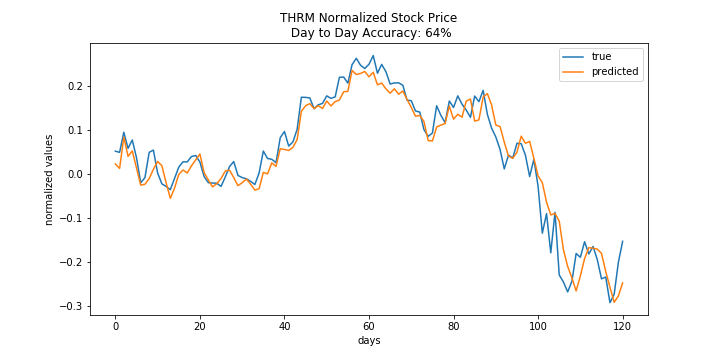 THRM Normalized Stock Price
Day to Day Accuracy: 64%
true
predicted
normalized values
0.2
0.1
0.0
−0.1
−0.2
−0.3
0
20
40
60
80
100
120
days